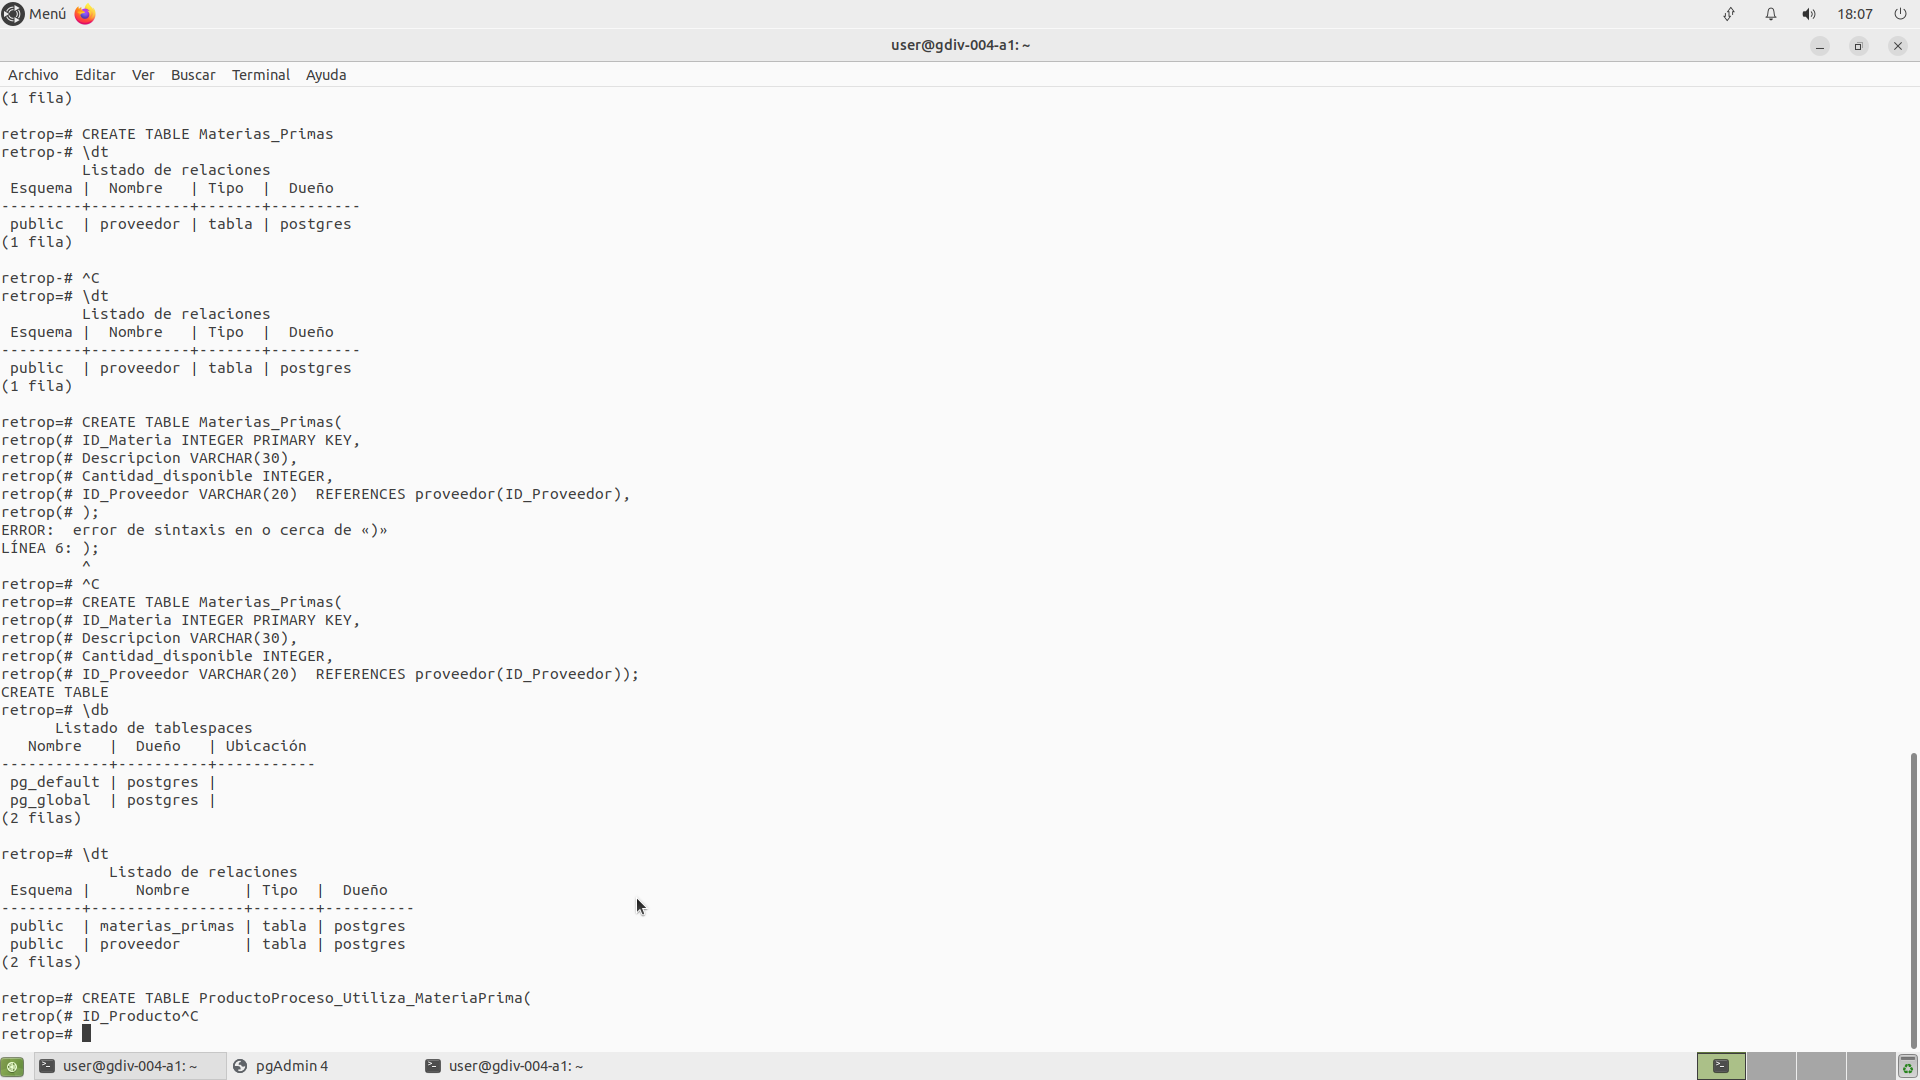 Menú
18:07
user@gdiv-004-a1: ~
Archivo Editar Ver Buscar Terminal Ayuda
(1 fila)
retrop=# CREATE TABLE Materias_Primas
retrop-# \dt
         Listado de relaciones
 Esquema |  Nombre   | Tipo  |  Dueño
---------+-----------+-------+----------
 public  | proveedor | tabla | postgres
(1 fila)
retrop-# ^C
retrop=# \dt
         Listado de relaciones
 Esquema |  Nombre   | Tipo  |  Dueño
---------+-----------+-------+----------
 public  | proveedor | tabla | postgres
(1 fila)
retrop=# CREATE TABLE Materias_Primas(
retrop(# ID_Materia INTEGER PRIMARY KEY,
retrop(# Descripcion VARCHAR(30),
retrop(# Cantidad_disponible INTEGER,
retrop(# ID_Proveedor VARCHAR(20)  REFERENCES proveedor(ID_Proveedor),
retrop(# );
ERROR:  error de sintaxis en o cerca de «)»
LÍNEA 6: );
         ^
retrop=# ^C
retrop=# CREATE TABLE Materias_Primas(
retrop(# ID_Materia INTEGER PRIMARY KEY,
retrop(# Descripcion VARCHAR(30),
retrop(# Cantidad_disponible INTEGER,
retrop(# ID_Proveedor VARCHAR(20)  REFERENCES proveedor(ID_Proveedor));
CREATE TABLE
retrop=# \db
      Listado de tablespaces
   Nombre   |  Dueño   | Ubicación
------------+----------+-----------
 pg_default | postgres |
 pg_global  | postgres |
(2 filas)
retrop=# \dt
            Listado de relaciones
 Esquema |     Nombre      | Tipo  |  Dueño
---------+-----------------+-------+----------
 public  | materias_primas | tabla | postgres
 public  | proveedor       | tabla | postgres
(2 filas)
retrop=# CREATE TABLE ProductoProceso_Utiliza_MateriaPrima(
retrop(# ID_Producto^C
retrop=#
user@gdiv-004-a1: ~
pgAdmin 4
user@gdiv-004-a1: ~